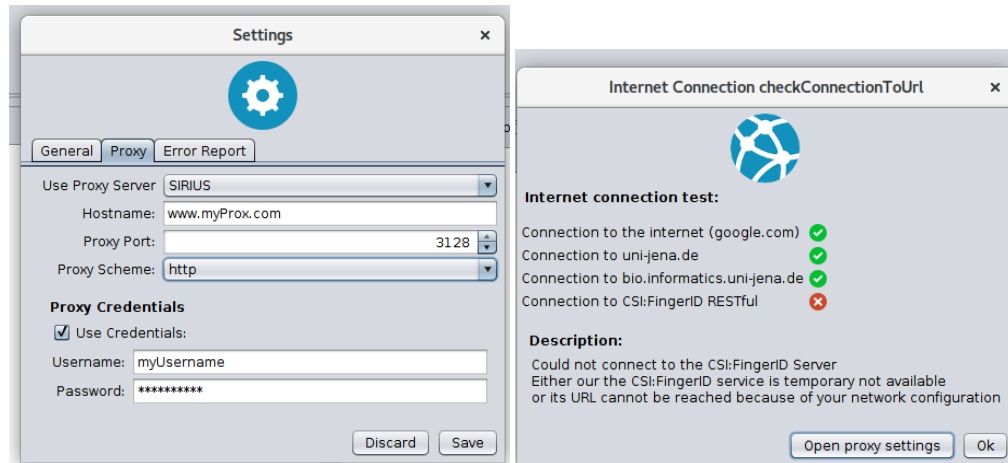 Settings
×
General Proxy Error Report
Use Proxy Server SIRIUS
Hostname: www.myProx.com
Proxy Port: 3128
Proxy Scheme: http
Proxy Credentials
Use Credentials:
Username: myUsername
Password: **********
Discard Save
Internet Connection checkConnectionToUrl
×
Internet connection test:
Connection to the internet (google.com)
Connection to uni-jena.de
Connection to bio.informatics.uni-jena.de
Connection to CSI:FingerID RESTful
Description:
Could not connect to the CSI:FingerID Server
Either our the CSI:FingerID service is temporary not available
or its URL cannot be reached because of your network configuration
Open proxy settings Ok